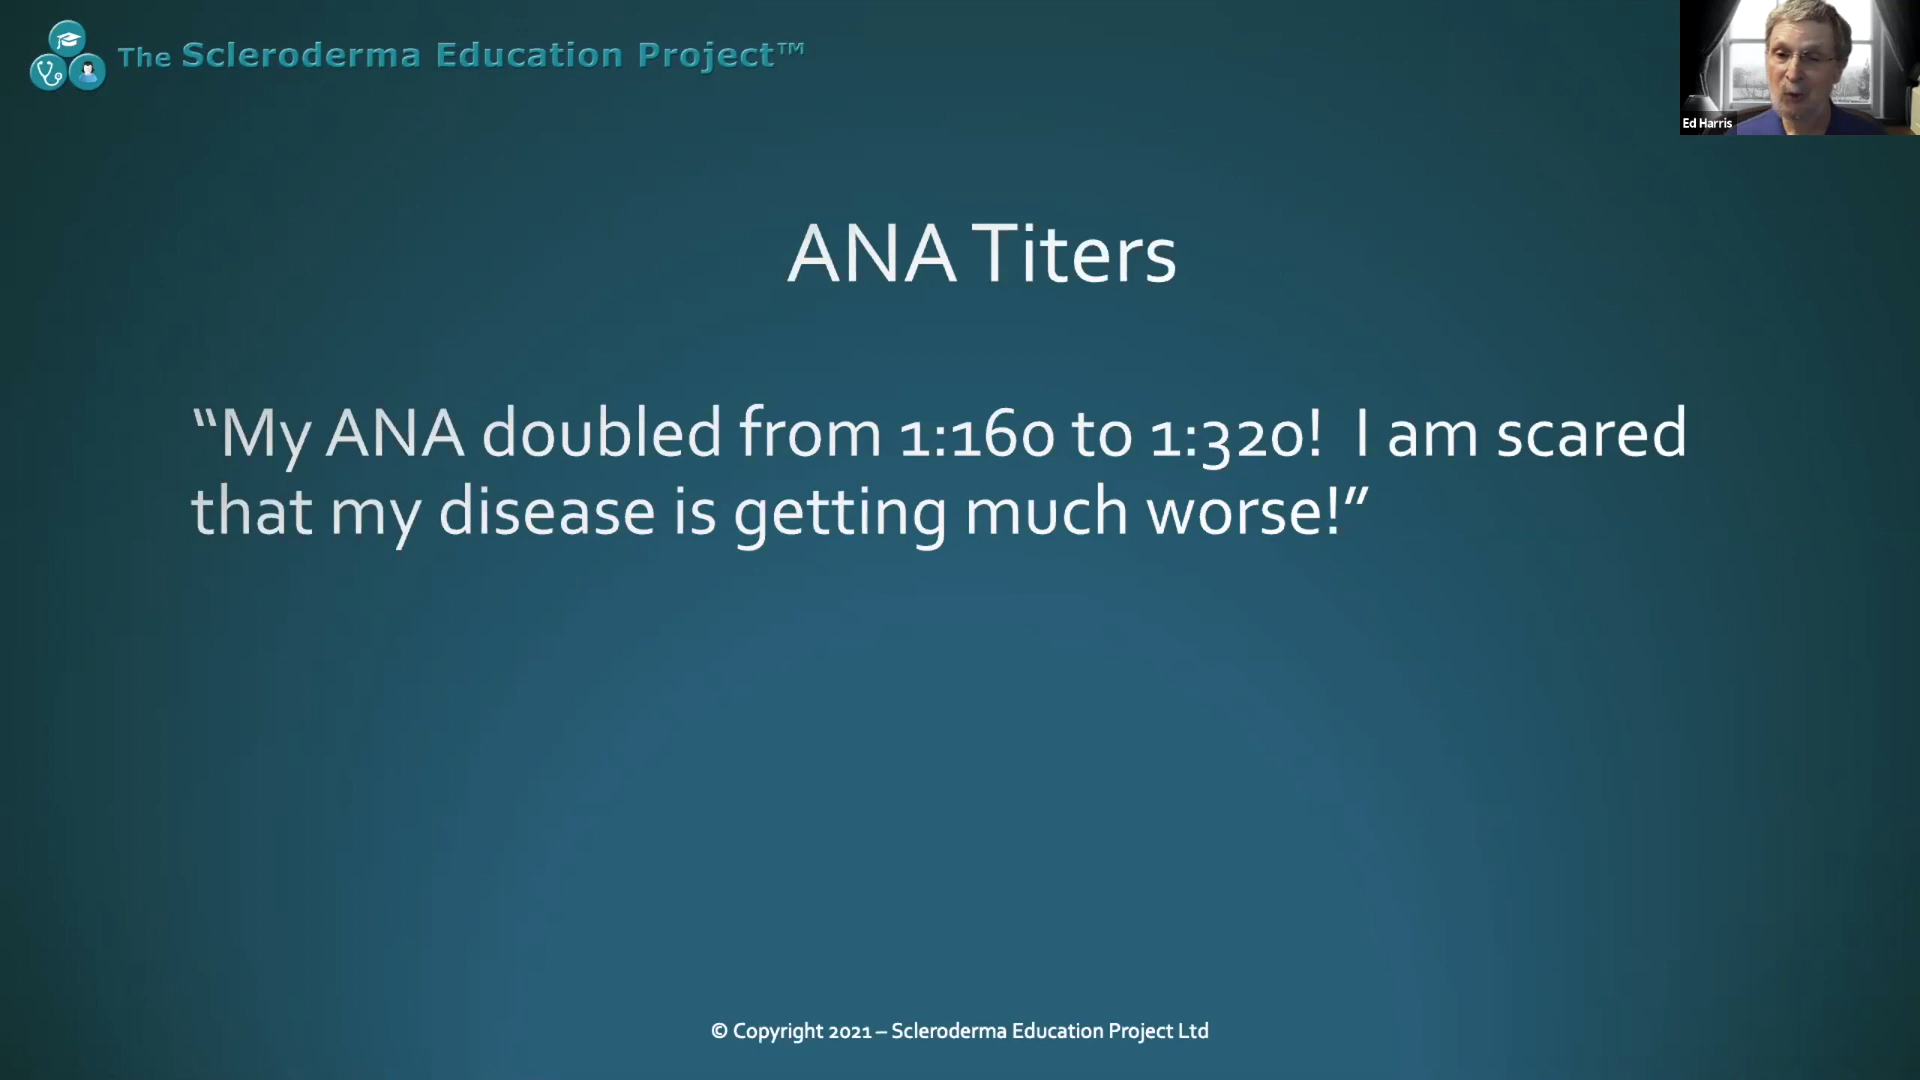 The Scleroderma Education Project™
Ed Harris
ANA Titers
“My ANA doubled from 1:160 to 1:320!  I am scared
that my disease is getting much worse!”
© Copyright 2021 – Scleroderma Education Project Ltd